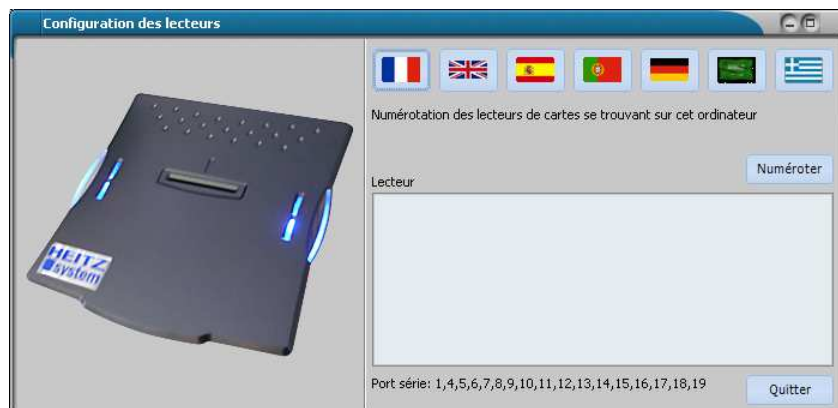 Configuration des lecteurs
Numérotation des lecteurs de cartes se trouvant sur cet ordinateur
Numéroter
Lecteur
HEITZ
system
Port série: 1,4,5,6,7,8,9,10,11,12,13,14,15,16,17,18,19
Quitter